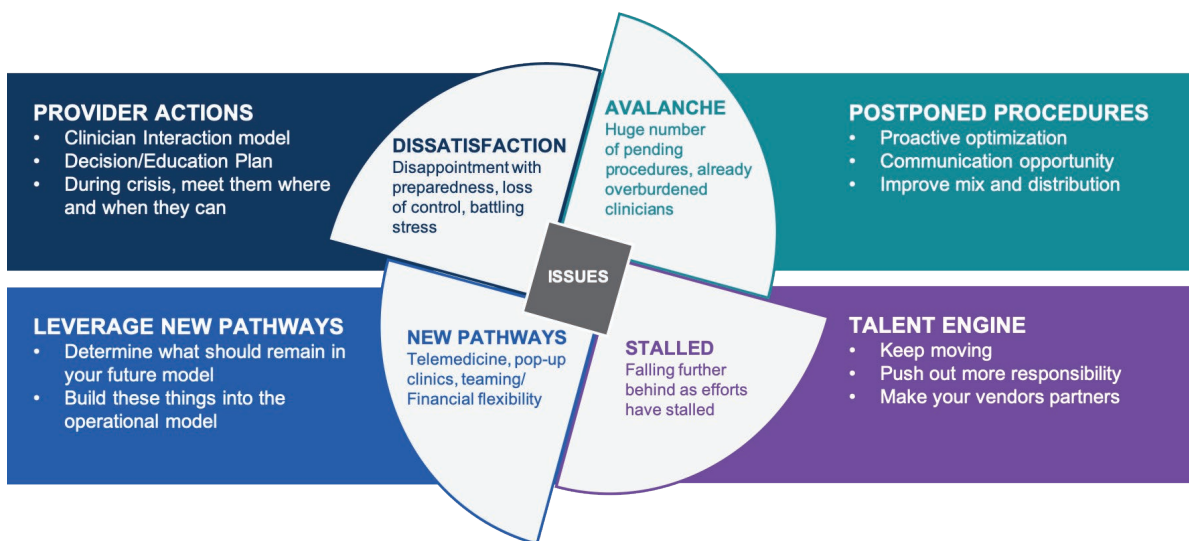 PROVIDER ACTIONS
• Clinician Interaction model
• Decision/Education Plan
• During crisis, meet them where
and when they can
DISSATISFACTION
Disappointment with
preparedness, loss
of control, battling
stress
AVALANCHE
Huge number
of pending
procedures, already
overburdened
clinicians
POSTPONED PROCEDURES
• Proactive optimization
• Communication opportunity
• Improve mix and distribution
ISSUES
LEVERAGE NEW PATHWAYS
• Determine what should remain in
your future model
• Build these things into the
operational model
NEW PATHWAYS
Telemedicine, pop-up
clinics, teaming/
Financial flexibility
STALLED
Falling further
behind as efforts
have stalled
TALENT ENGINE
• Keep moving
• Push out more responsibility
• Make your vendors partners